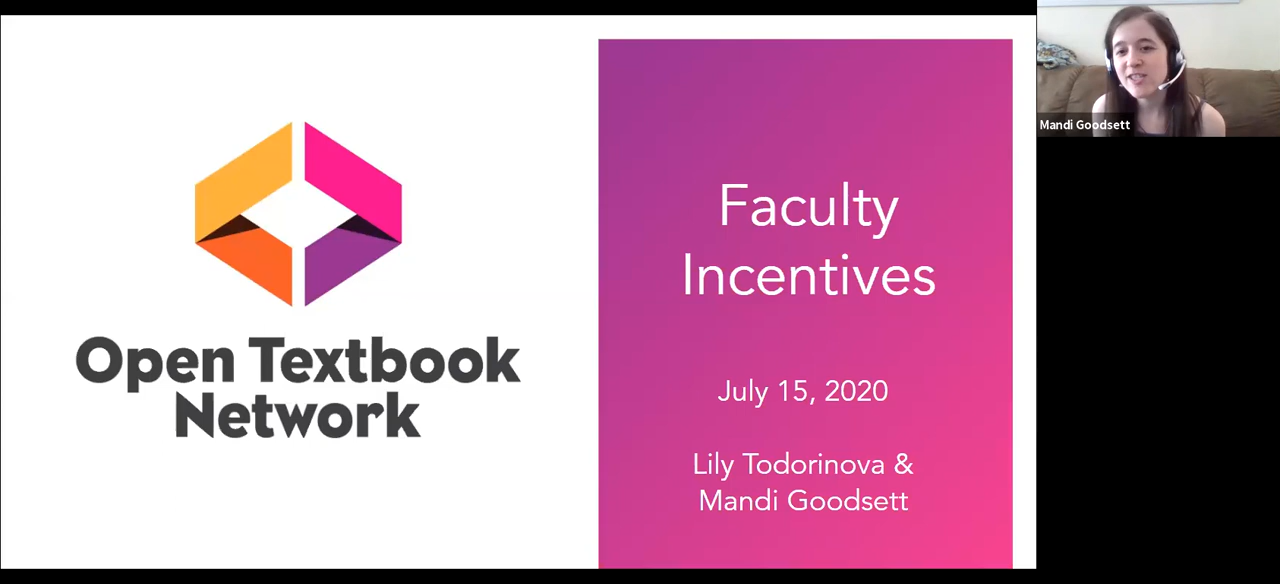 Open Textbook
Network
Faculty
Incentives
July 15, 2020
Lily Todorinova &
Mandi Goodsett
Mandi Goodsett